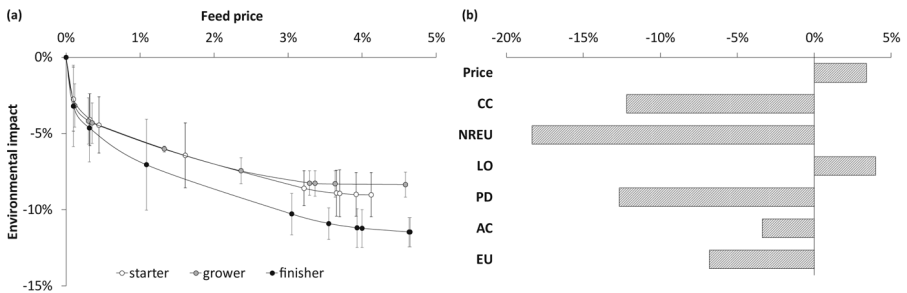 (a)
Feed price
0% 1% 2% 3% 4% 5%
0%
-5%
-10%
-15%
Environmental impact
starter grower finisher
(b)
-20% -15% -10% -5% 0% 5%
Price
CC
NREU
LO
PD
AC
EU